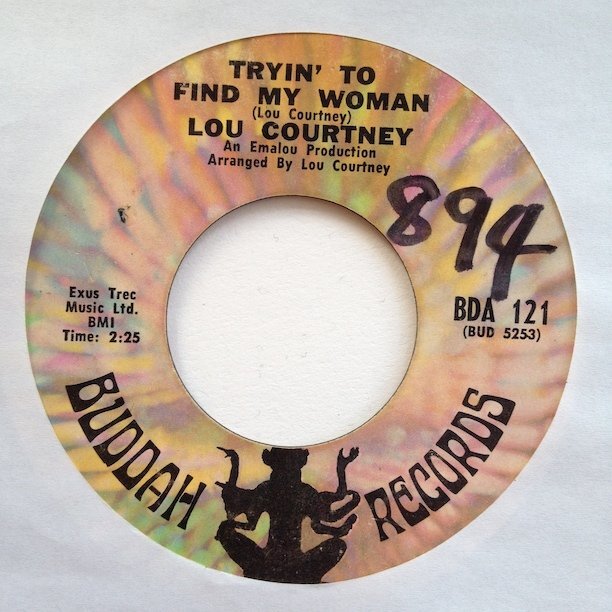 TRYIN' TO
FIND MY WOMAN
(Lou Courtney)
LOU COURTNEY
An Emalou Production
Arranged By Lou Courtney
894
Exus Trec
Music Ltd.
BMI
Time: 2:25
BDA 121
(BUD 5253)
BUDDAH RECORDS